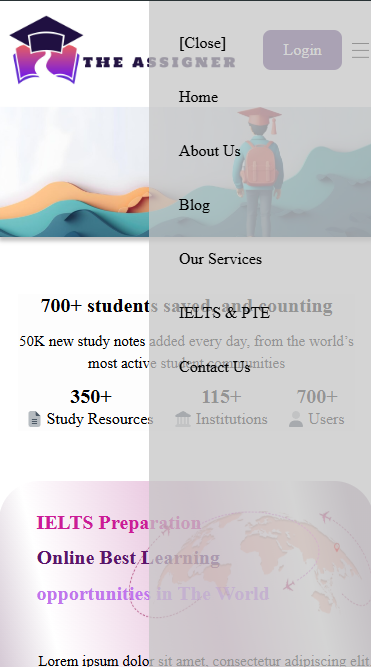 THE ASSIGNER
Login
[Close]
Home
About Us
Blog
Our Services
IELTS & PTE
Contact Us
700+ students saved, and counting
50K new study notes added every day, from the world's
most active student communities
350+
Study Resources
115+
Institutions
700+
Users
IELTS Preparation
Online Best Learning
opportunities in The World
Lorem ipsum dolor sit amet, consectetur adipiscing elit